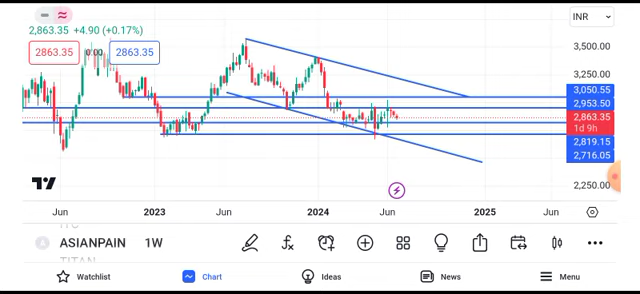 INR
2,863.35 +4.90 (+0.17%)
2863.35 0.00 2863.35
3,500.00
3,250.00
3,050.55
2,953.50
2,863.35
1d 9h
2,819.15
2,716.05
2,250.00
Jun 2023 Jun 2024 Jun 2025 Jun
ITC
ASIANPAIN 1W
TITAN
Watchlist Chart Ideas News Menu